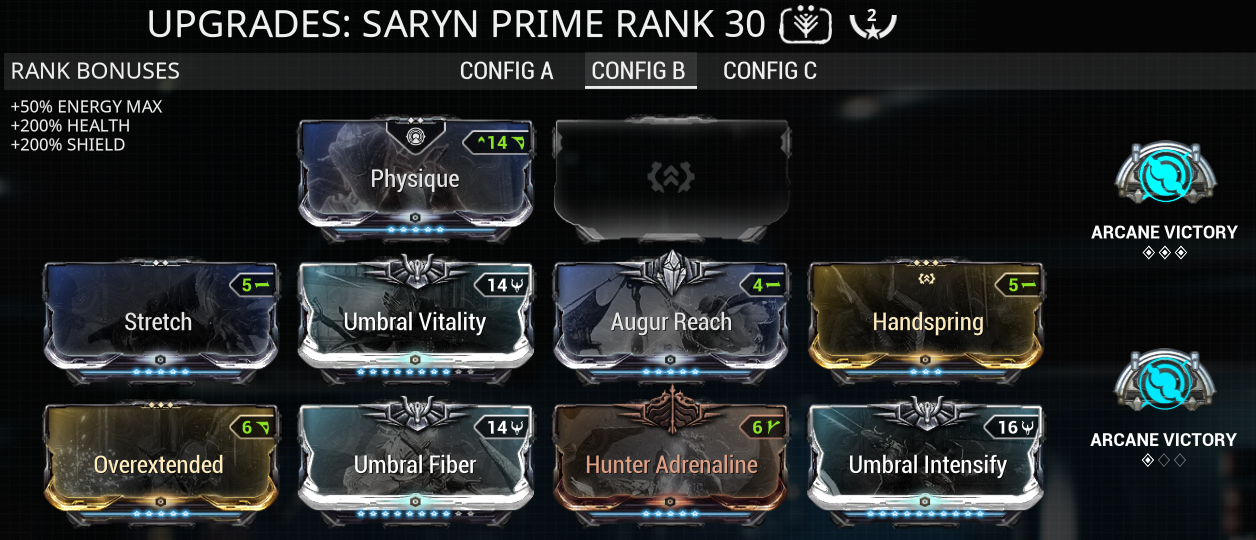 UPGRADES: SARYN PRIME RANK 30 2
RANK BONUSES
CONFIG A CONFIG B CONFIG C
+50% ENERGY MAX
+200% HEALTH
+200% SHIELD
14
Physique
ARCANE VICTORY
5 14 4 5
Stretch Umbral Vitality Augur Reach Handspring
6 14 6 16
Overextended Umbral Fiber Hunter Adrenaline Umbral Intensify
ARCANE VICTORY